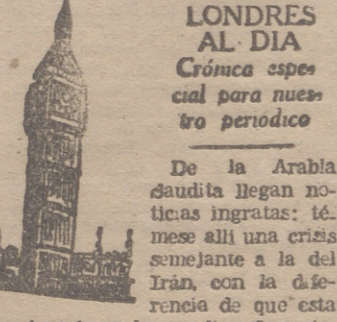 LONDRES
AL DIA
Crónica espe-
cial para nues-
tro periódico
De la Arabia
Saudita llegan no-
ticias ingratas: té-
mese alli una crisis
semejante a la del
Irán, con la dife-
rencia de que esta